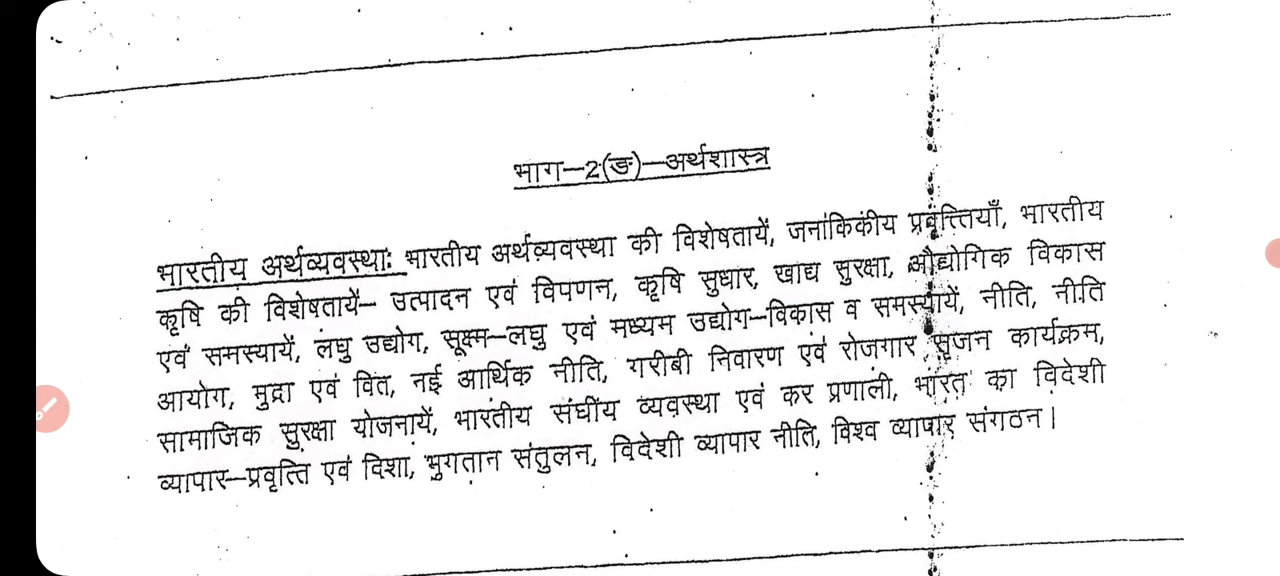 भाग–2(ङ)–अर्थशास्त्र
भारतीय अर्थव्यवस्थाः भारतीय अर्थव्यवस्था की विशेषतायें, जनांकिकीय प्रवृत्तियाँ, भारतीय
कृषि की विशेषतायें– उत्पादन एवं विपणन, कृषि सुधार, खाद्य सुरक्षा, औद्योगिक विकास
एवं समस्यायें, लघु उद्योग, सूक्ष्म–लघु एवं मध्यम उद्योग–विकास व समस्यायें, नीति, नीति
आयोग, मुद्रा एवं वित, नई आर्थिक नीति, गरीबी निवारण एवं रोजगार सृजन कार्यक्रम,
सामाजिक सुरक्षा योजनायें, भारतीय संघीय व्यवस्था एवं कर प्रणाली, भारत का विदेशी
व्यापार–प्रवृत्ति एवं दिशा, भुगतान संतुलन, विदेशी व्यापार नीति, विश्व व्यापार संगठन।